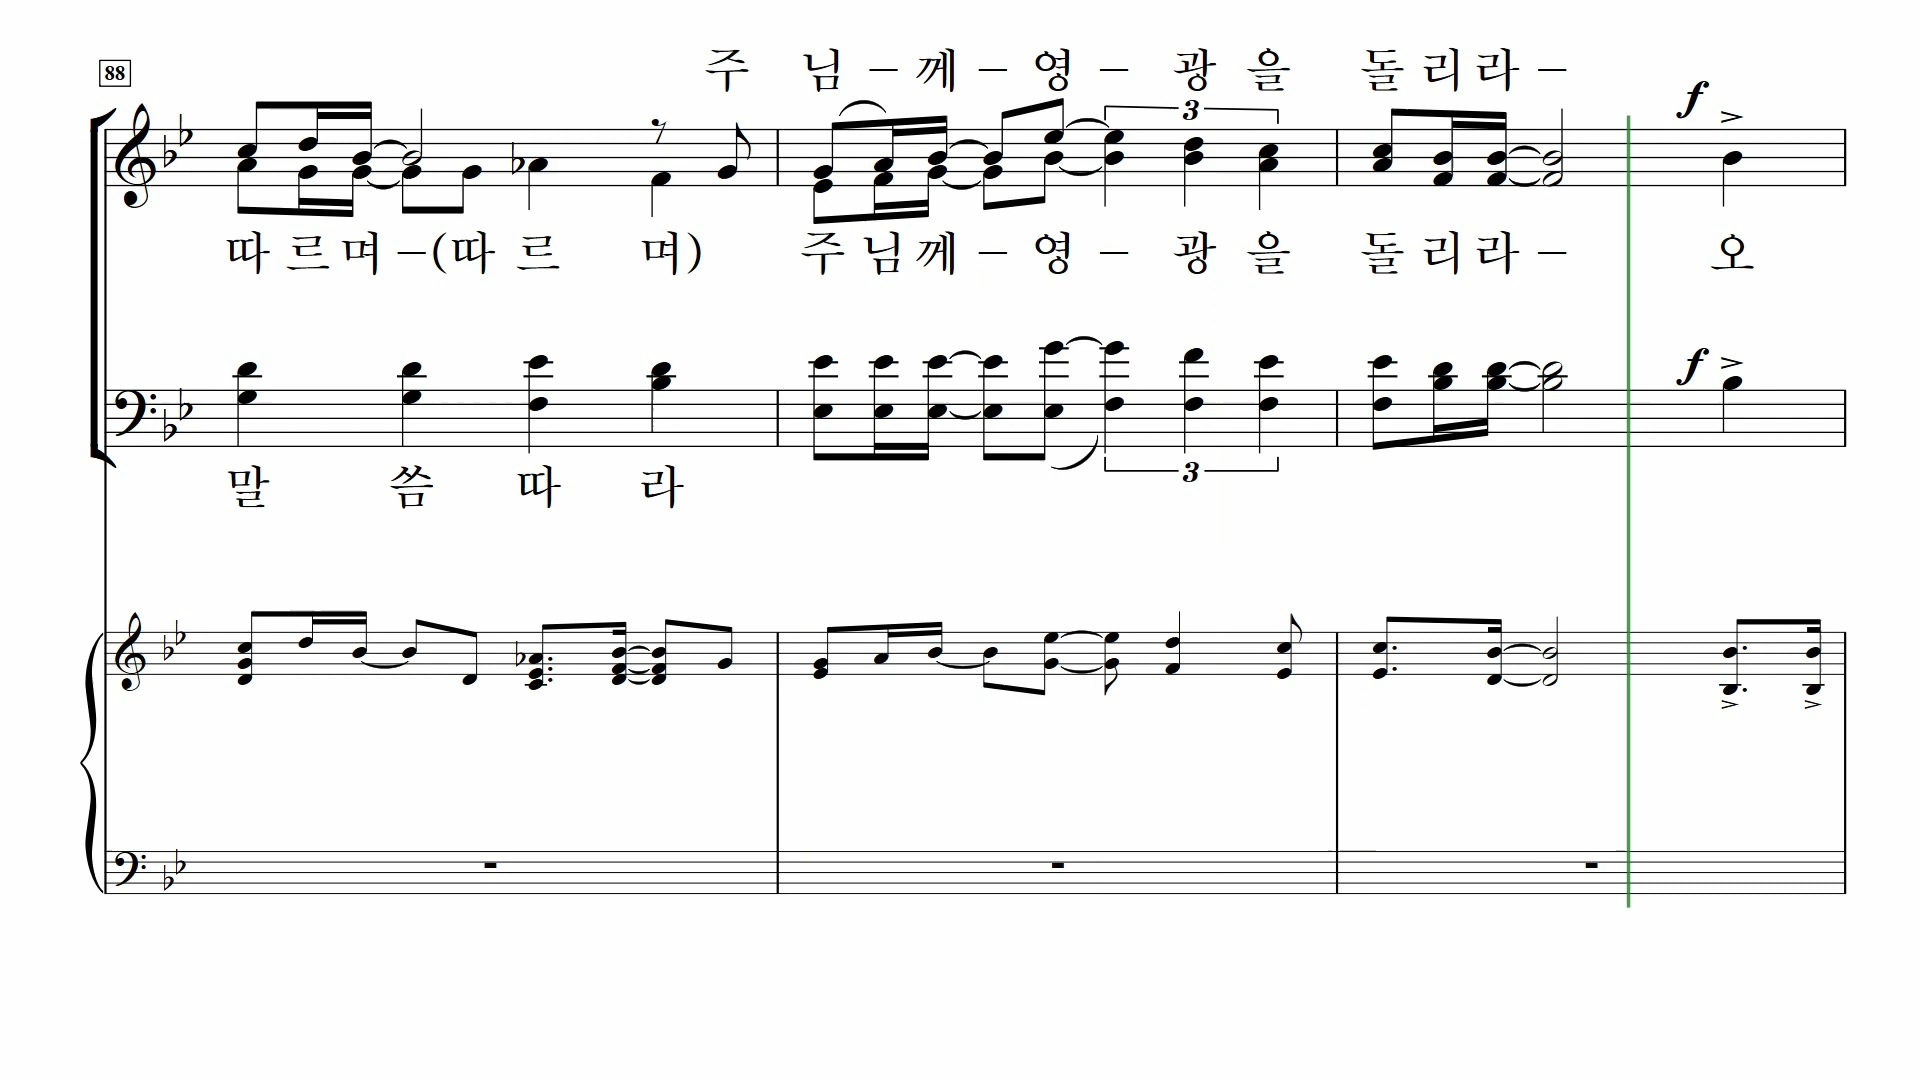 88
주 님 – 께 – 영 – 광 을 돌 리 라 –
3
f
따 르 며 – (따 르 며) 주 님 께 – 영 – 광 을 돌 리 라 – 오
f
3
말 씀 따 라